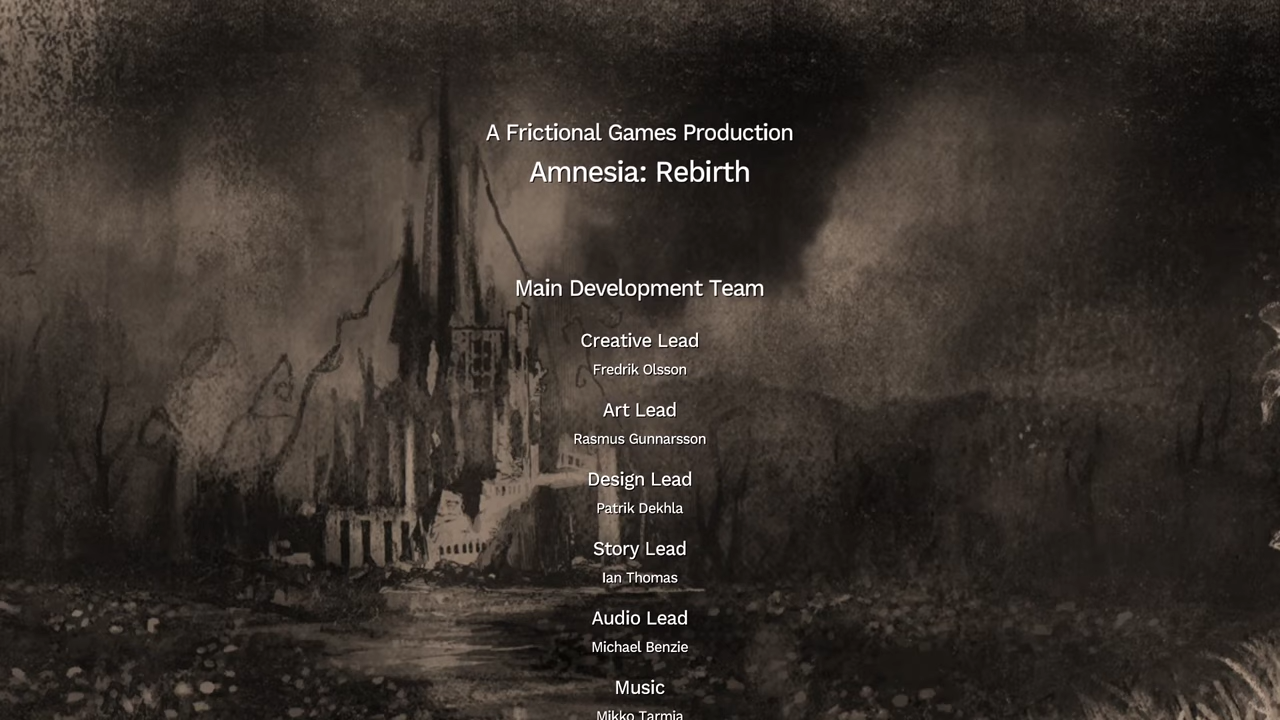 A Frictional Games Production
Amnesia: Rebirth
Main Development Team
Creative Lead
Fredrik Olsson
Art Lead
Rasmus Gunnarsson
Design Lead
Patrik Dekhla
Story Lead
Ian Thomas
Audio Lead
Michael Benzie
Music
Mikko Tarmia